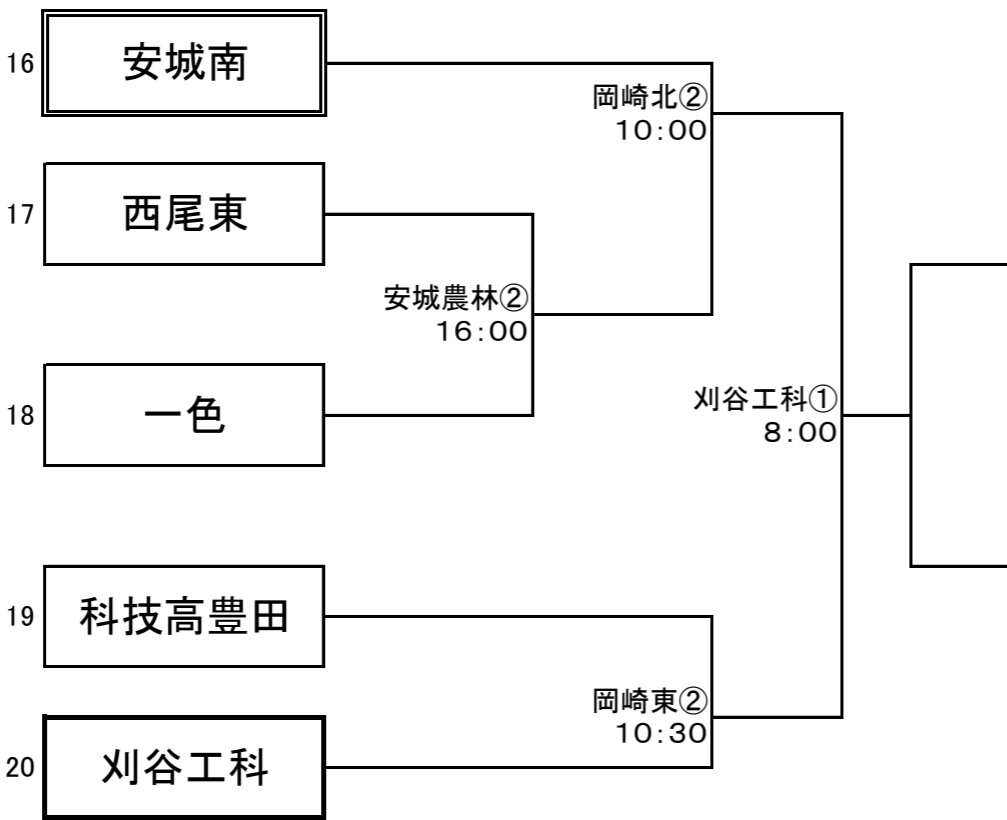 16 安城南
岡崎北②
10:00
17 西尾東
安城農林②
16:00
18 一色
刈谷工科①
8:00
19 科技高豊田
岡崎東②
10:30
20 刈谷工科